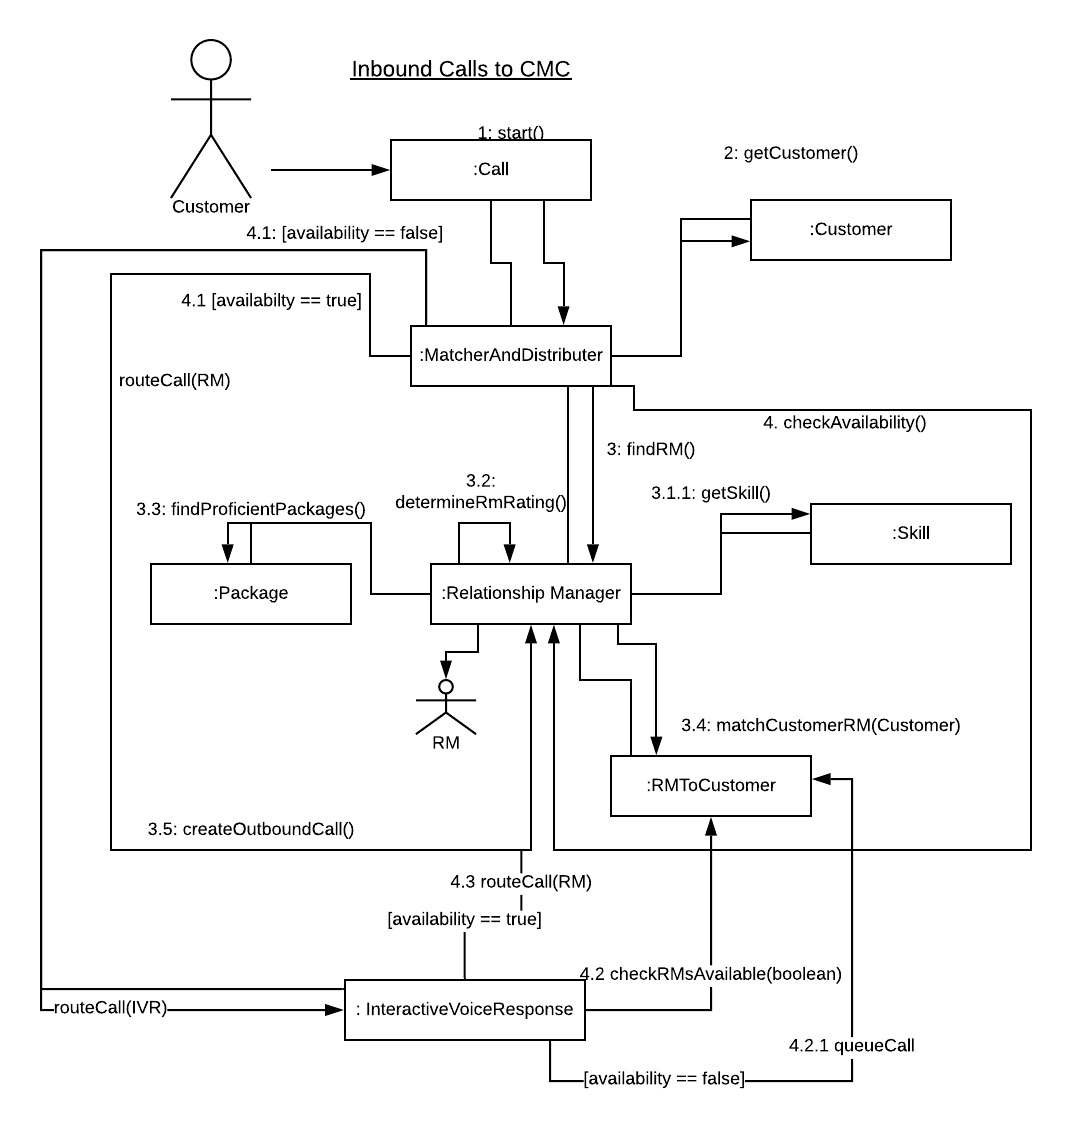 Inbound Calls to CMC
1: start()
:Call
2: getCustomer()
Customer
:Customer
4.1: [availability == false]
4.1 [availabilty == true]
:MatcherAndDistributer
routeCall(RM)
4. checkAvailability()
3: findRM()
3.2:
determineRmRating()
3.1.1: getSkill()
3.3: findProficientPackages()
:Skill
:Package
:Relationship Manager
RM
3.4: matchCustomerRM(Customer)
:RMToCustomer
3.5: createOutboundCall()
4.3 routeCall(RM)
[availability == true]
4.2 checkRMsAvailable(boolean)
routeCall(IVR)
: InteractiveVoiceResponse
4.2.1 queueCall
[availability == false]